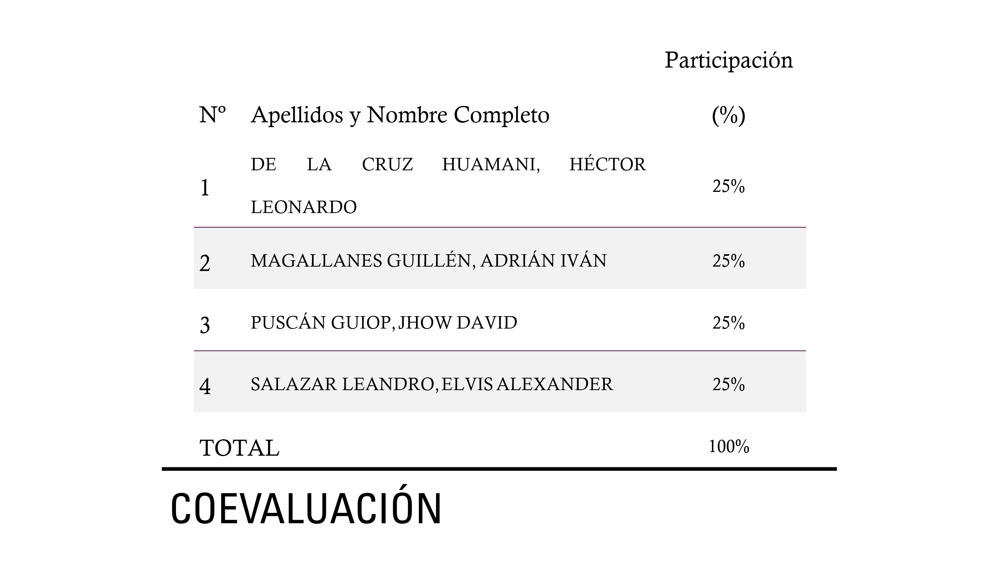 Participación
Nº Apellidos y Nombre Completo (%)
DE LA CRUZ HUAMANI, HÉCTOR
1 25%
LEONARDO
2 MAGALLANES GUILLÉN, ADRIÁN IVÁN 25%
3 PUSCÁN GUIOP, JHOW DAVID 25%
4 SALAZAR LEANDRO, ELVIS ALEXANDER 25%
TOTAL 100%
COEVALUACIÓN